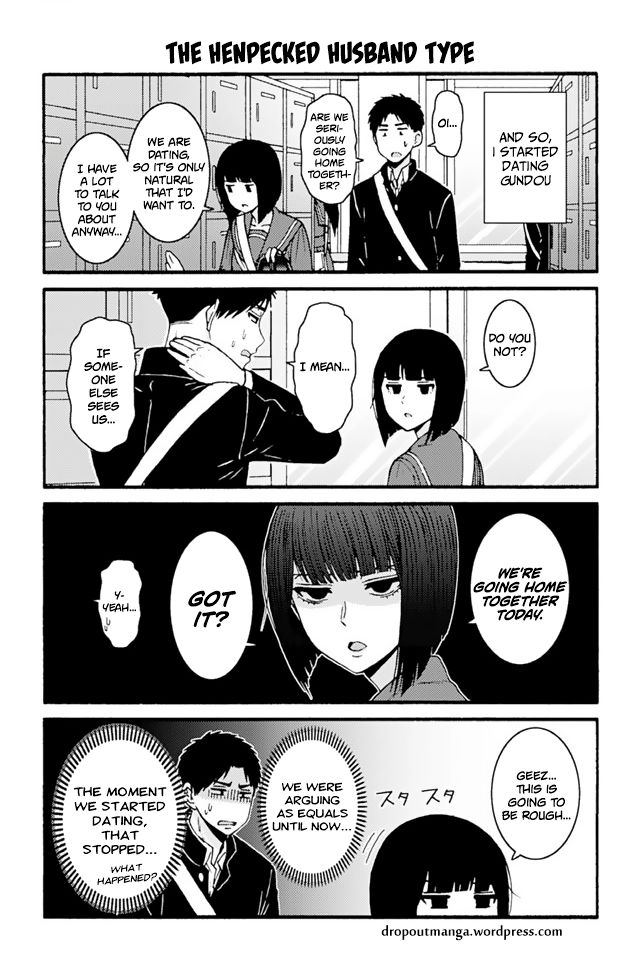 THE HENPECKED HUSBAND TYPE
AND SO,
I STARTED
DATING
GUNDOU
OI...
ARE WE
SERI-
OUSLY
GOING
HOME
TOGETH-
ER?
WE ARE
DATING,
SO IT'S ONLY
NATURAL
THAT I'D
WANT TO.
I HAVE
A LOT
TO TALK
TO YOU
ABOUT
ANYWAY...
DO YOU
NOT?
I MEAN...
IF
SOME-
ONE
ELSE
SEES
US...
WE'RE
GOING HOME
TOGETHER
TODAY.
GOT
IT?
Y-
YEAH...
GEEZ...
THIS IS
GOING TO
BE ROUGH...
スタ スタ
WE WERE
ARGUING
AS EQUALS
UNTIL NOW...
THE MOMENT
WE STARTED
DATING,
THAT
STOPPED...
WHAT
HAPPENED?
dropoutmanga.wordpress.com